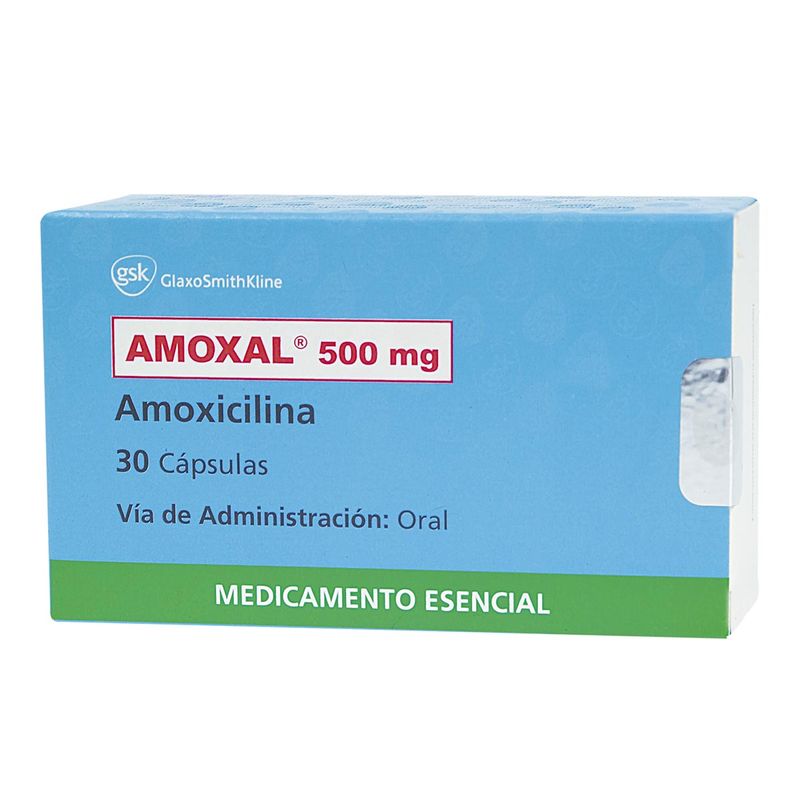 gsk GlaxoSmithKline
AMOXAL® 500 mg
Amoxicilina
30 Cápsulas
Vía de Administración: Oral
MEDICAMENTO ESENCIAL